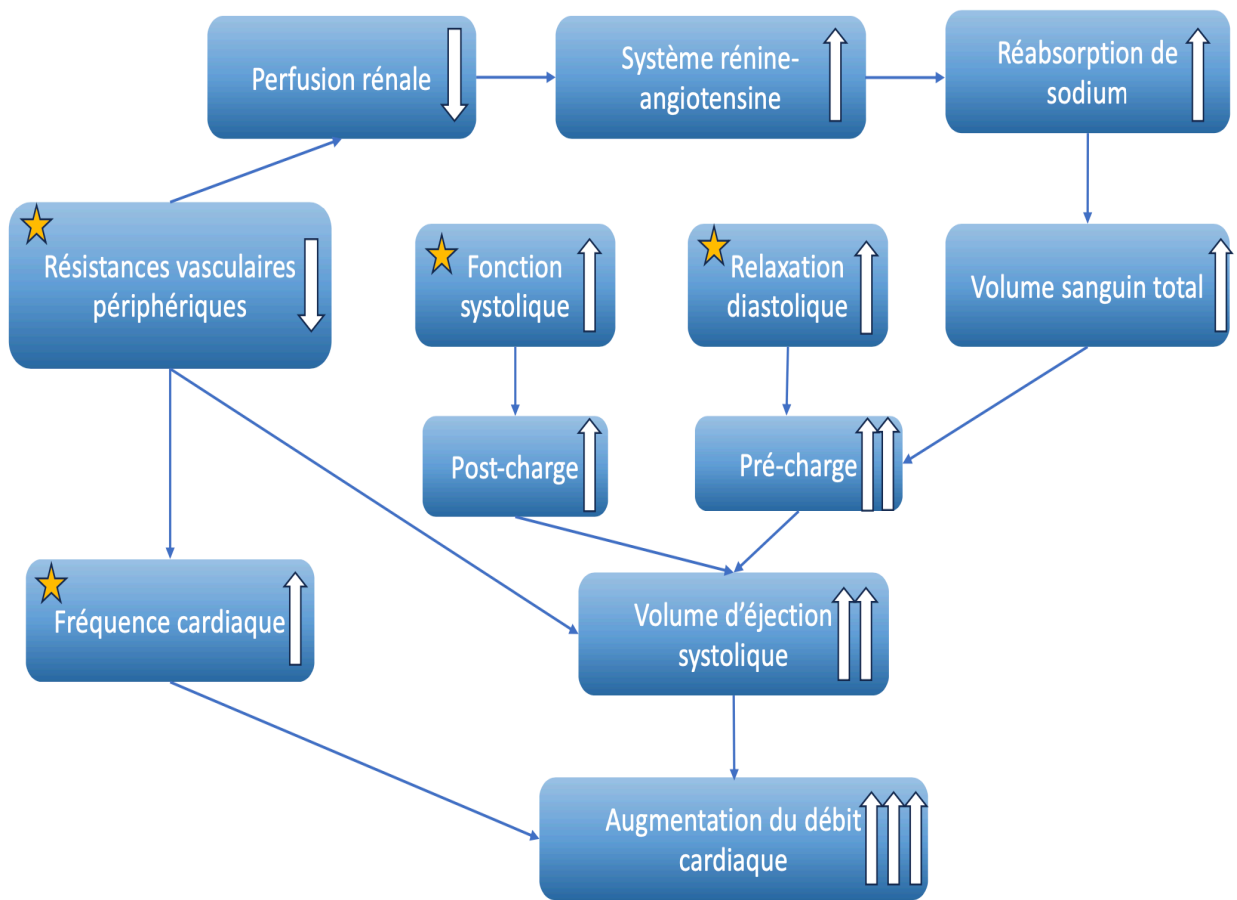 Perfusion rénale
Système rénine-
angiotensine
Réabsorption de
sodium
Résistances vasculaires
périphériques
Fonction
systolique
Relaxation
diastolique
Volume sanguin total
Post-charge
Pré-charge
Fréquence cardiaque
Volume d’éjection
systolique
Augmentation du débit
cardiaque